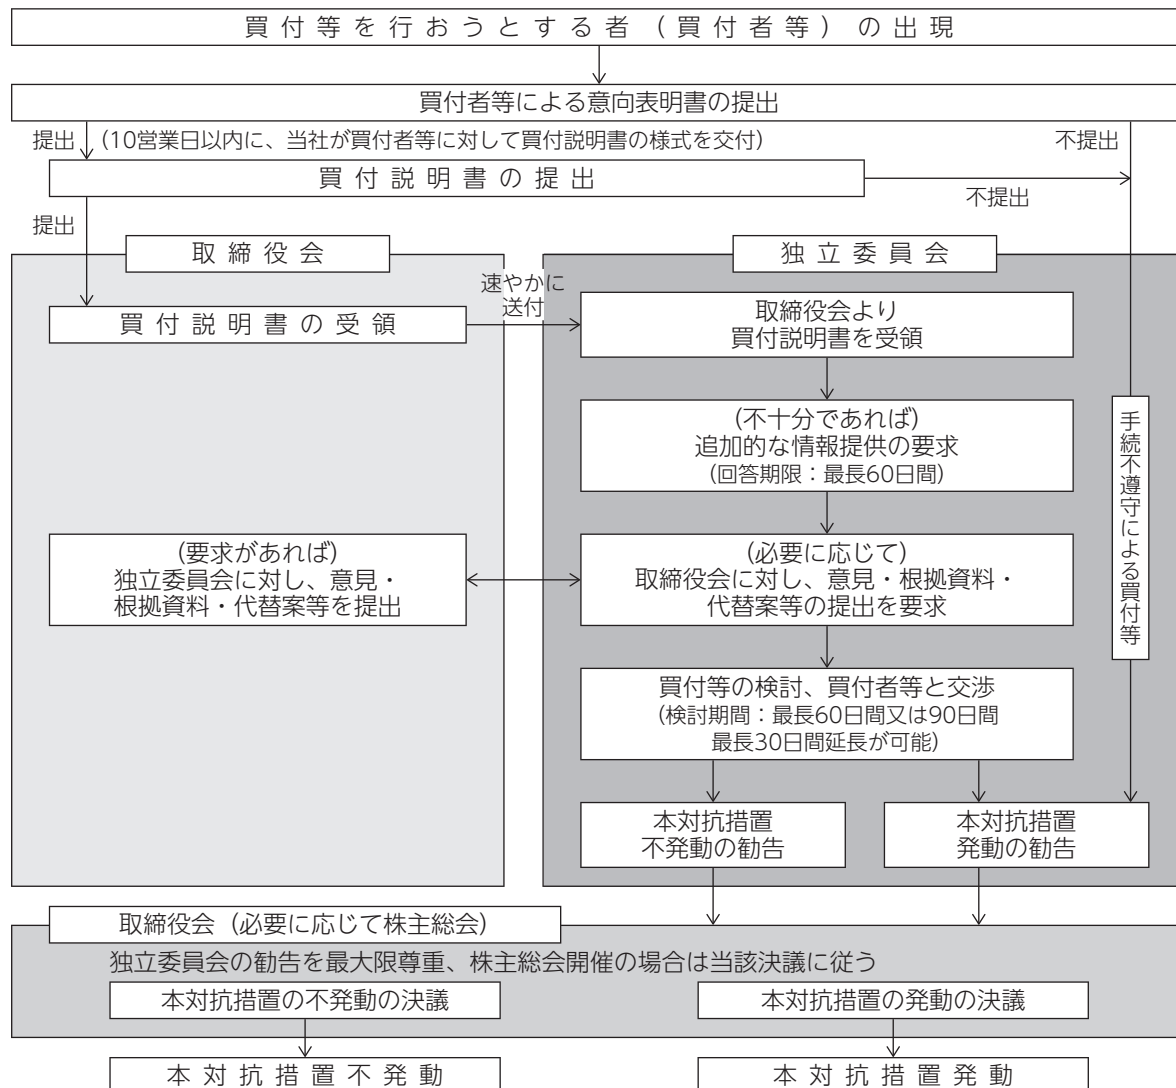 買付等を行おうとする者（買付者等）の出現
買付者等による意向表明書の提出
提出
(10営業日以内に、当社が買付者等に対して買付説明書の様式を交付)
不提出
買付説明書の提出
不提出
提出
取締役会
独立委員会
速やかに
送付
買付説明書の受領
取締役会より
買付説明書を受領
(不十分であれば)
追加的な情報提供の要求
(回答期限：最長60日間)
手続不遵守による買付等
(要求があれば)
独立委員会に対し、意見・
根拠資料・代替案等を提出
(必要に応じて)
取締役会に対し、意見・根拠資料・
代替案等の提出を要求
買付等の検討、買付者等と交渉
(検討期間：最長60日間又は90日間
最長30日間延長が可能)
本対抗措置
不発動の勧告
本対抗措置
発動の勧告
取締役会（必要に応じて株主総会）
独立委員会の勧告を最大限尊重、株主総会開催の場合は当該決議に従う
本対抗措置の不発動の決議
本対抗措置の発動の決議
本対抗措置不発動
本対抗措置発動